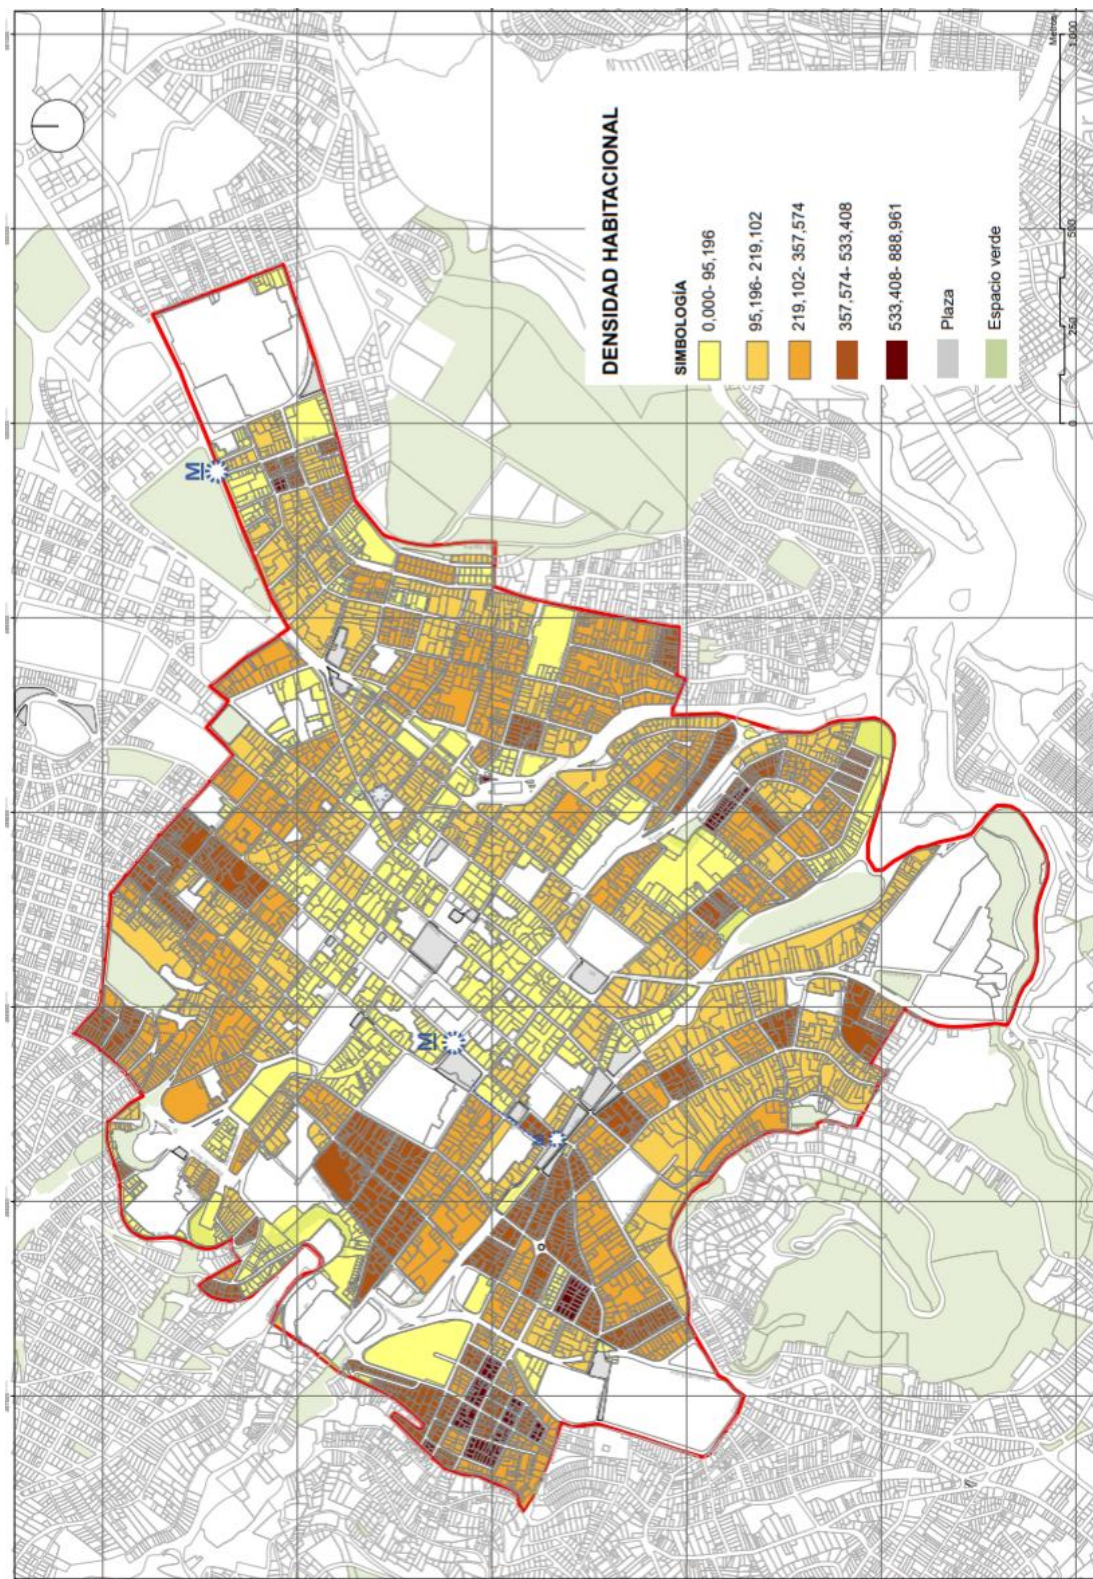 DENSIDAD HABITACIONAL
SIMBOLOGÍA
0,000- 95,196
95,196- 219,102
219,102- 357,574
357,574- 533,408
533,408- 888,961
Plaza
Espacio verde
Metros
0 250 500 1.000
M
M